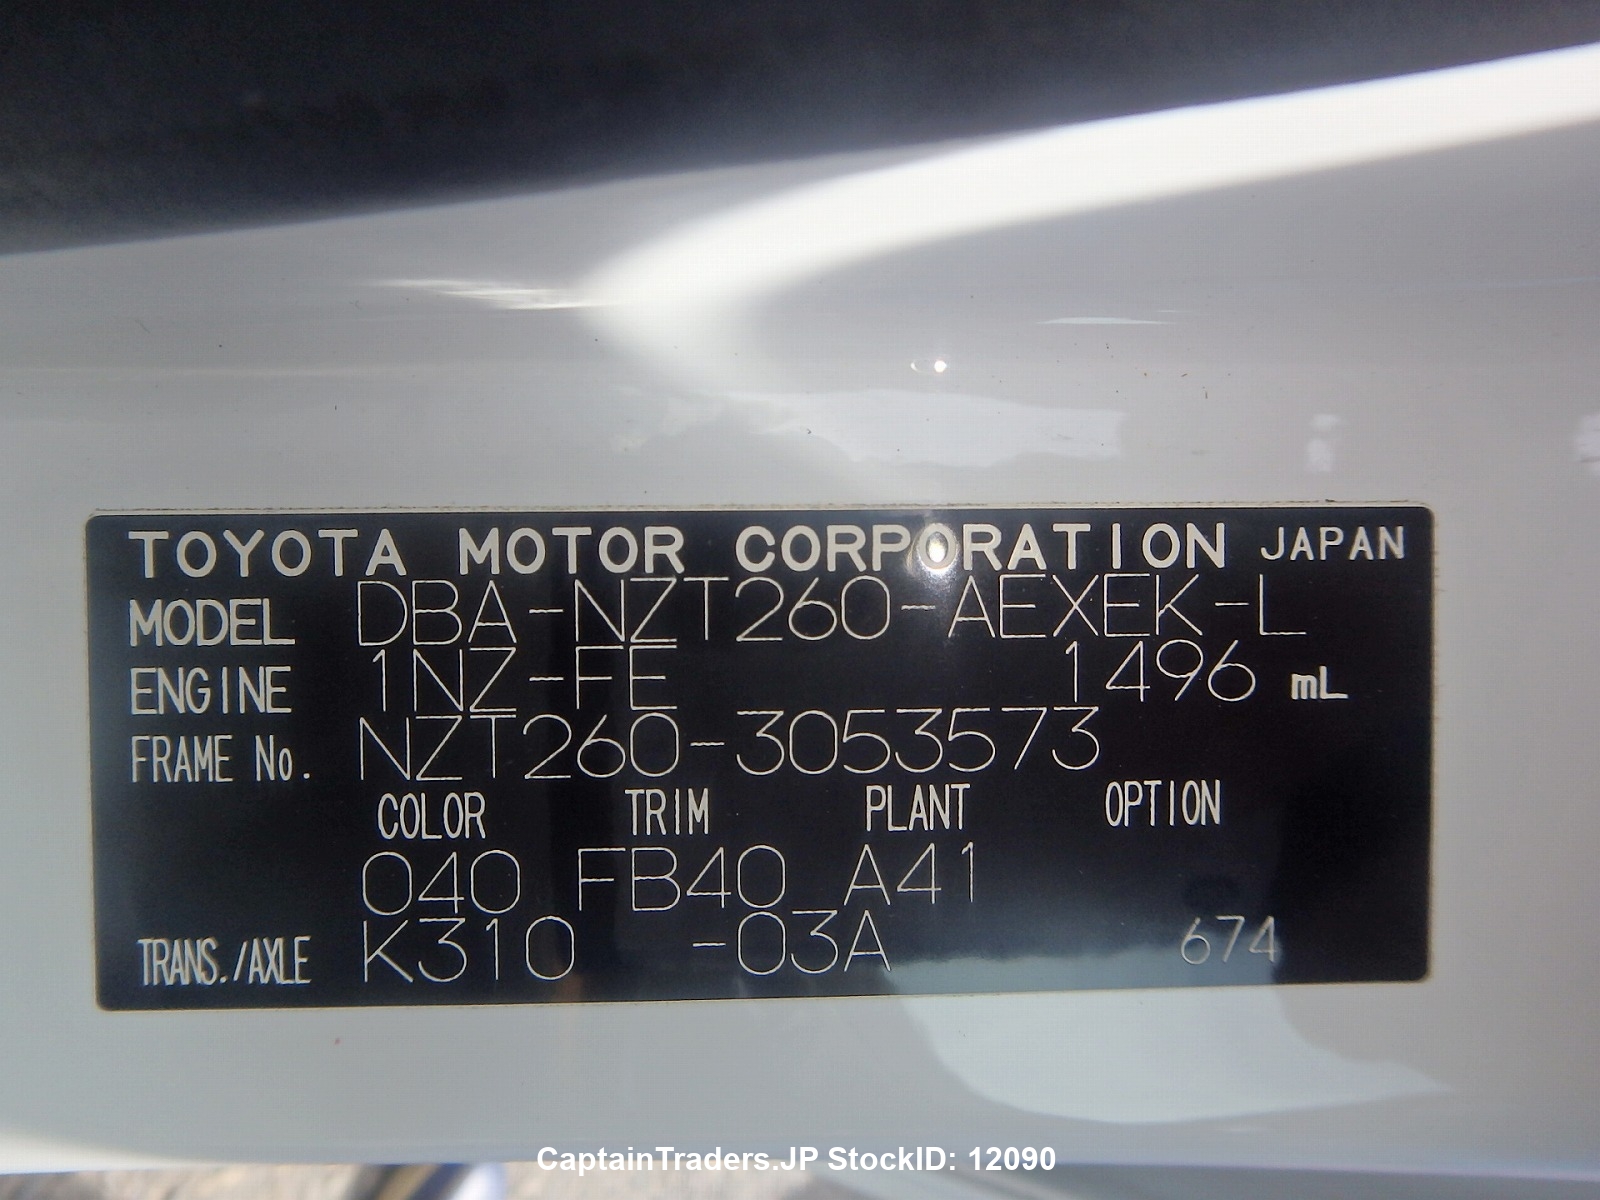 TOYOTA MOTOR CORPORATION JAPAN
MODEL DBA-NZT260-AEXEK-L
ENGINE 1NZ-FE 1496 mL
FRAME No. NZT260-3053573
COLOR TRIM PLANT OPTION
040 FB40 A41
TRANS./AXLE K310 -03A 674
CaptainTraders.JP StockID: 12090